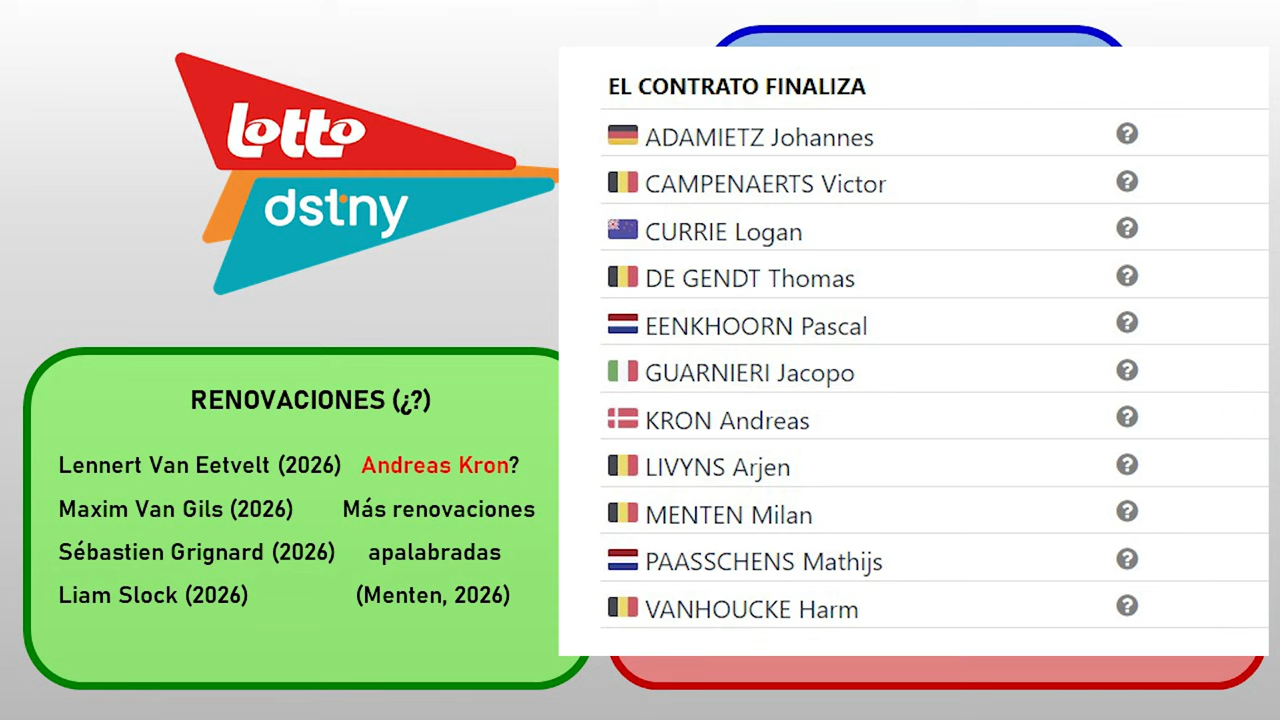 lotto
dstny
RENOVACIONES (¿?)
Lennert Van Eetvelt (2026) Andreas Kron?
Maxim Van Gils (2026) Más renovaciones
Sébastien Grignard (2026) apalabradas
Liam Slock (2026) (Menten, 2026)
EL CONTRATO FINALIZA
ADAMIETZ Johannes ?
CAMPENAERTS Victor ?
CURRIE Logan ?
DE GENDT Thomas ?
EENKHOORN Pascal ?
GUARNIERI Jacopo ?
KRON Andreas ?
LIVYNS Arjen ?
MENTEN Milan ?
PAASSCHENS Mathijs ?
VANHOUCKE Harm ?